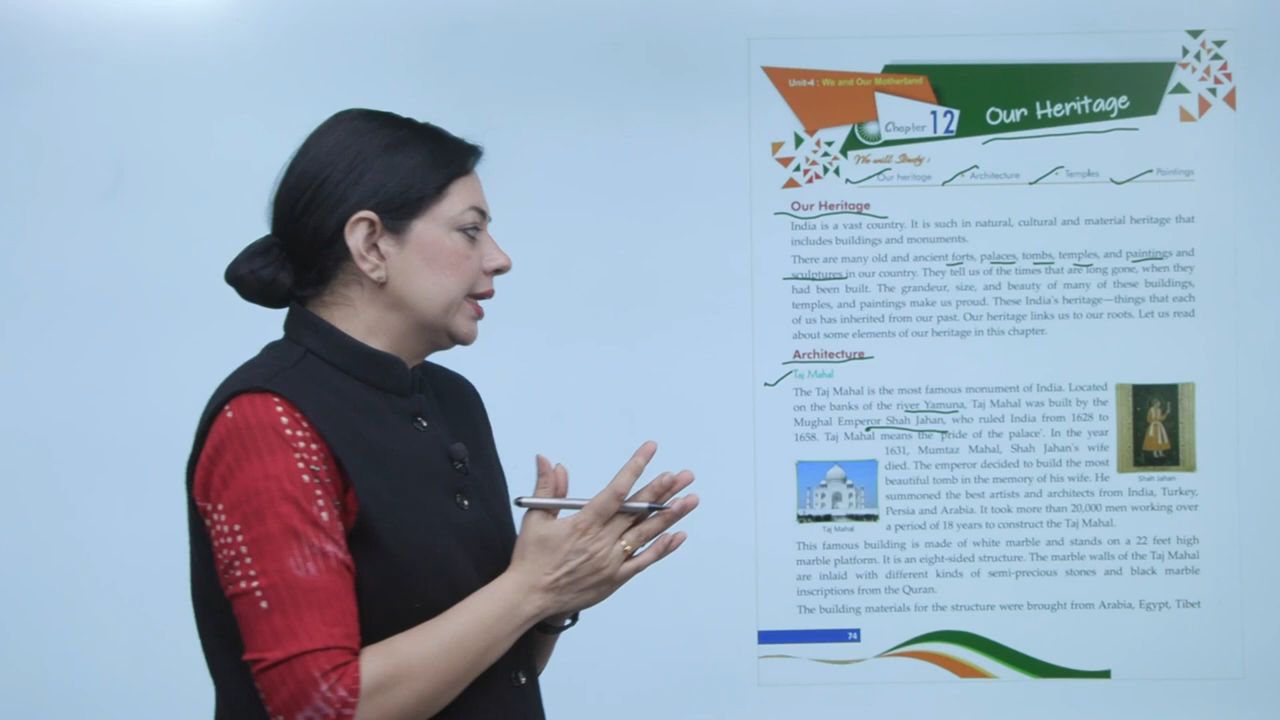 Unit-4 : We and Our Motherland
Chapter 12
Our Heritage
We will Study :
Our heritage
Architecture
Temples
Paintings
Our Heritage
India is a vast country. It is such in natural, cultural and material heritage that
includes buildings and monuments.
There are many old and ancient forts, palaces, tombs, temples, and paintings and
sculptures in our country. They tell us of the times that are long gone, when they
had been built. The grandeur, size, and beauty of many of these buildings,
temples, and paintings make us proud. These India's heritage—things that each
of us has inherited from our past. Our heritage links us to our roots. Let us read
about some elements of our heritage in this chapter.
Architecture
Taj Mahal
The Taj Mahal is the most famous monument of India. Located
on the banks of the river Yamuna, Taj Mahal was built by the
Mughal Emperor Shah Jahan, who ruled India from 1628 to
1658. Taj Mahal means the 'pride of the palace'. In the year
1631, Mumtaz Mahal, Shah Jahan's wife
died. The emperor decided to build the most
beautiful tomb in the memory of his wife. He
summoned the best artists and architects from India, Turkey,
Persia and Arabia. It took more than 20,000 men working over
a period of 18 years to construct the Taj Mahal.
Shah Jahan
Taj Mahal
This famous building is made of white marble and stands on a 22 feet high
marble platform. It is an eight-sided structure. The marble walls of the Taj Mahal
are inlaid with different kinds of semi-precious stones and black marble
inscriptions from the Quran.
The building materials for the structure were brought from Arabia, Egypt, Tibet
74